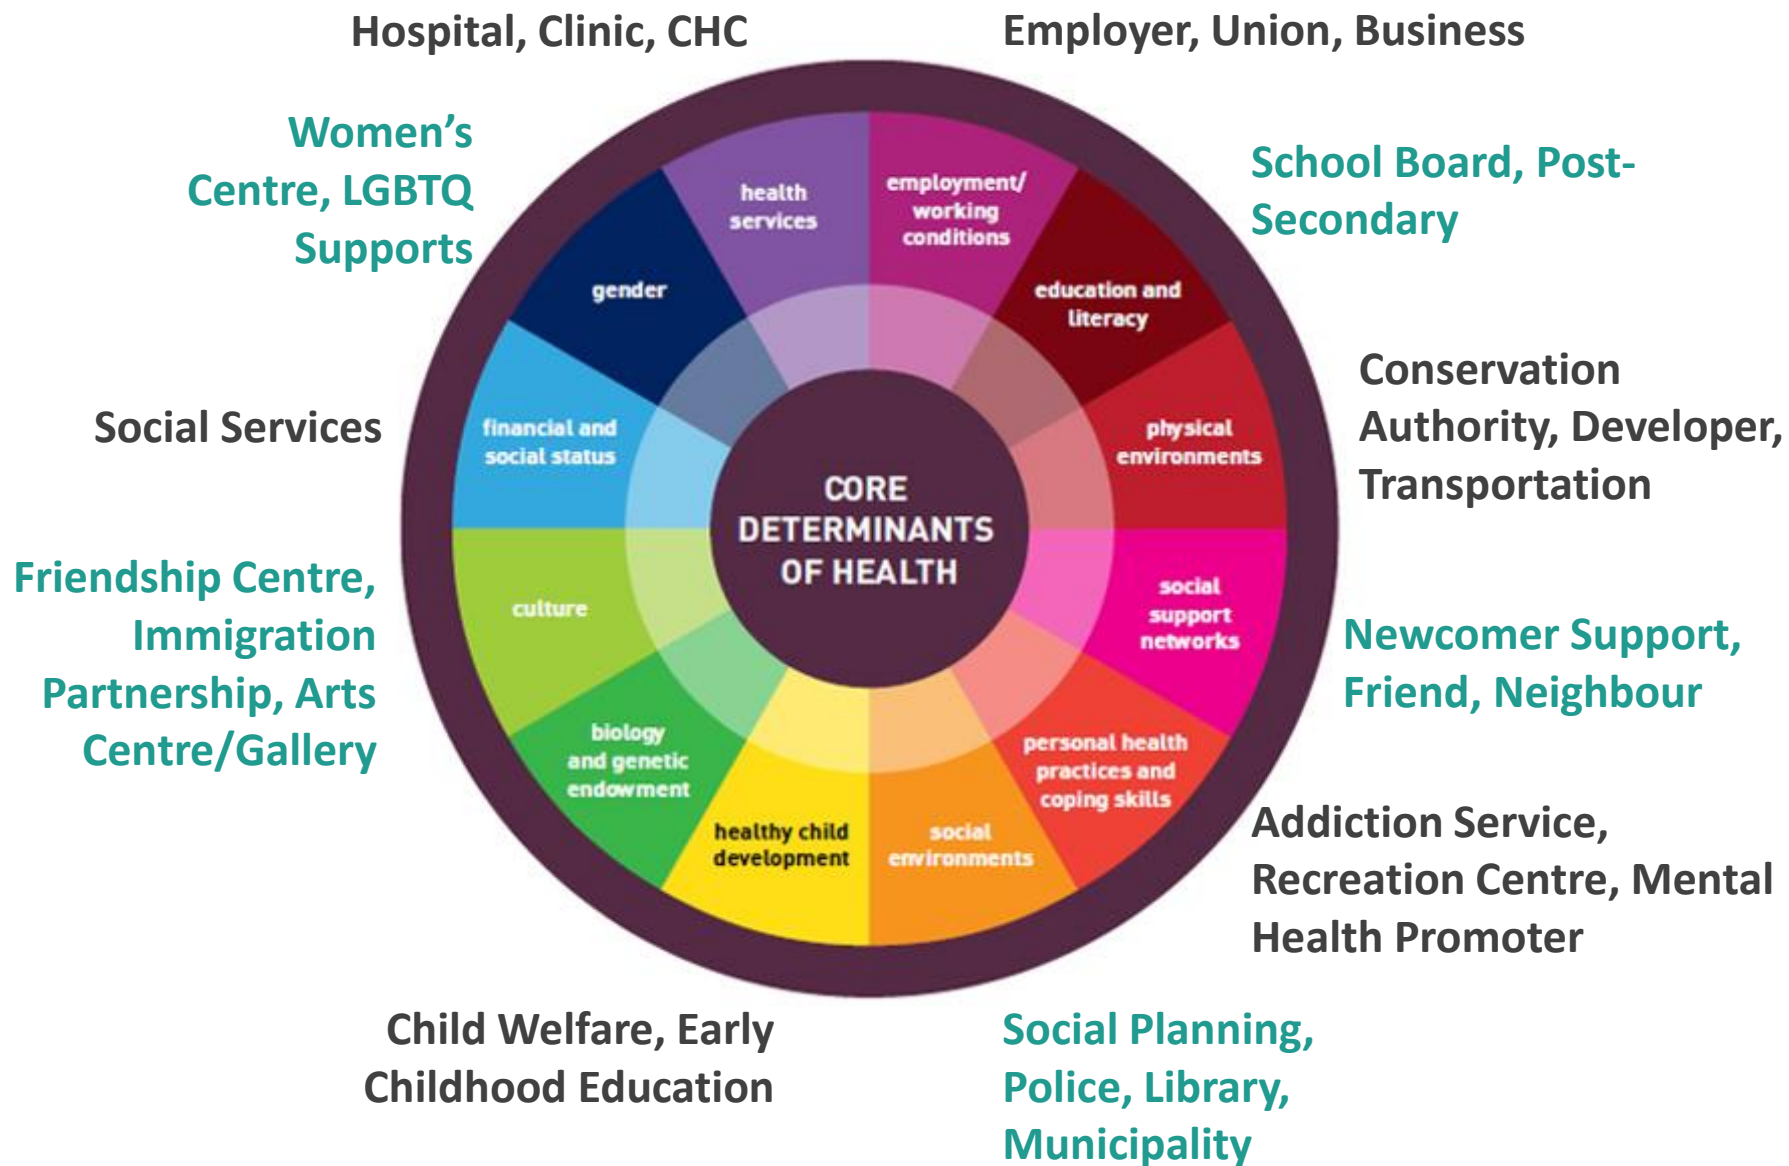 Hospital, Clinic, CHC
Employer, Union, Business
Women’s
Centre, LGBTQ
Supports
School Board, Post-
Secondary
Social Services
Conservation
Authority, Developer,
Transportation
Friendship Centre,
Immigration
Partnership, Arts
Centre/Gallery
Newcomer Support,
Friend, Neighbour
Addiction Service,
Recreation Centre, Mental
Health Promoter
Child Welfare, Early
Childhood Education
Social Planning,
Police, Library,
Municipality
CORE
DETERMINANTS
OF HEALTH
health
services
employment/
working
conditions
education and
literacy
physical
environments
social
support
networks
personal health
practices and
coping skills
social
environments
healthy child
development
biology
and genetic
endowment
culture
financial and
social status
gender